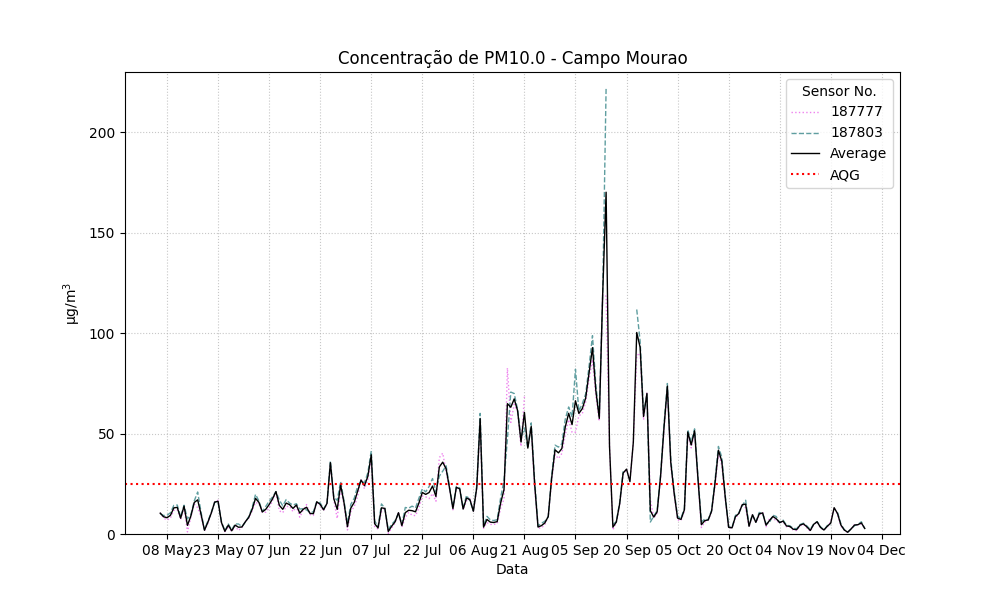 Concentração de PM10.0 - Campo Mourao
Sensor No.
187777
187803
Average
AQG
µg/m³
200
150
100
50
0
08 May 23 May 07 Jun 22 Jun 07 Jul 22 Jul 06 Aug 21 Aug 05 Sep 20 Sep 05 Oct 20 Oct 04 Nov 19 Nov 04 Dec
Data